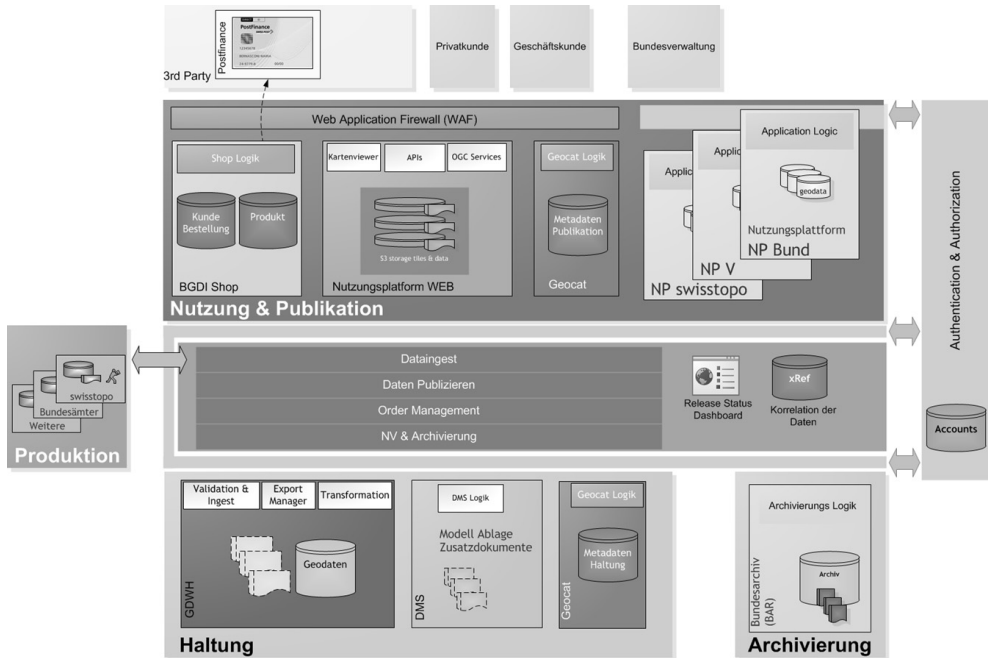 Postfinance
PostFinance
3rd Party
Privatkunde
Geschäftskunde
Bundesverwaltung
Web Application Firewall (WAF)
Shop Logik
Kunde
Bestellung
Produkt
BGDI Shop
Kartenviewer
APIs
OGC Services
S3 storage tiles & data
Nutzungsplatform WEB
Geocat Logik
Metadaten
Publikation
Geocat
Applic
NP swisstopo
Applic
NP V
Application Logic
geodata
Nutzungsplattform
NP Bund
Nutzung & Publikation
Authentication & Authorization
Accounts
swisstopo
Bundesämter
Weitere
Produktion
Dataingest
Daten Publizieren
Order Management
NV & Archivierung
Release Status
Dashboard
xRef
Korrelation der
Daten
Validation &
Ingest
Export
Manager
Transformation
Geodaten
GDWH
DMS Logik
Modell Ablage
Zusatzdokumente
DMS
Geocat Logik
Metadaten
Haltung
Geocat
Haltung
Archivierungs Logik
Archiv
Bundesarchiv
(BAR)
Archivierung